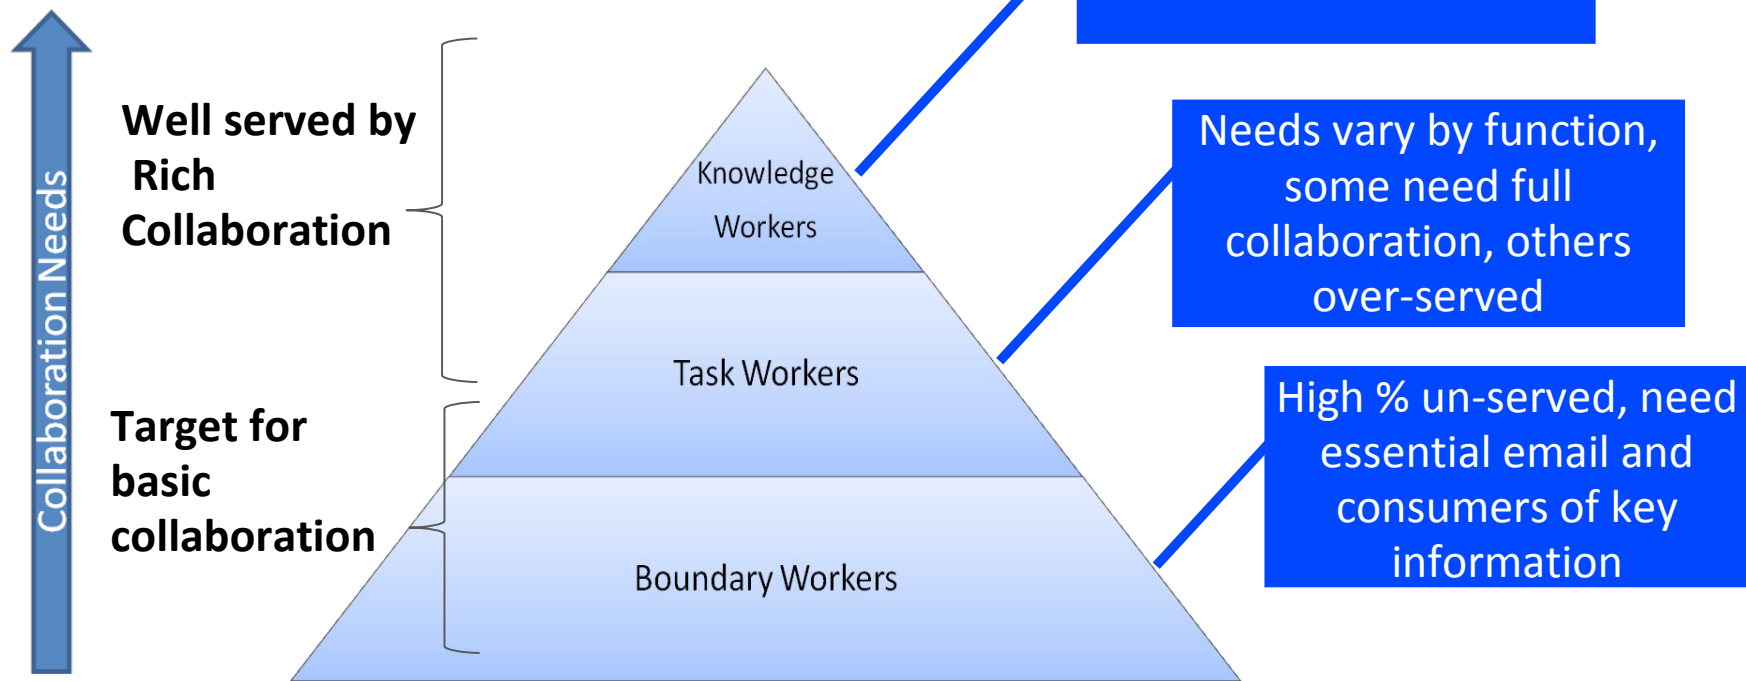 Collaboration Needs
Well served by
Rich
Collaboration
Target for
basic
collaboration
Knowledge
Workers
Task Workers
Boundary Workers
Needs vary by function,
some need full
collaboration, others
over-served
High % un-served, need
essential email and
consumers of key
information